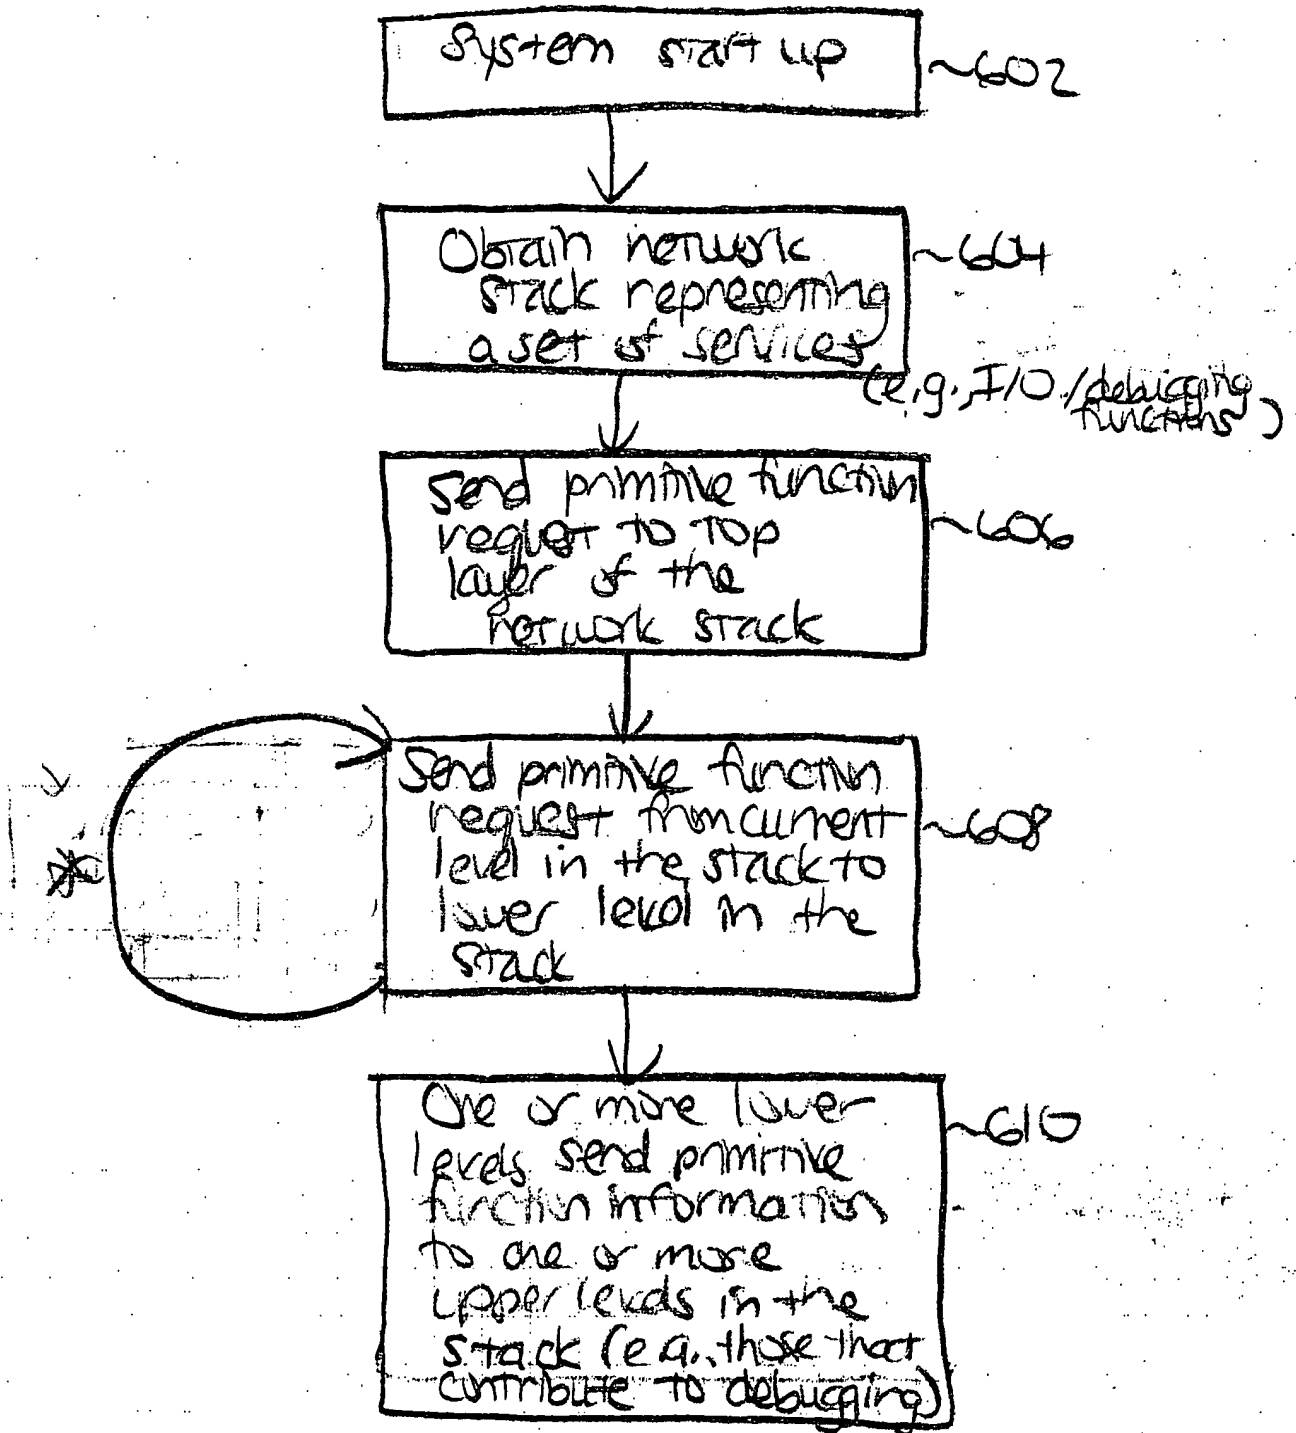 System start up
~602
Obtain network
stack representing
a set of services
~604
(e.g., I/O/debugging
functions)
Send primitive function
request to top
layer of the
network stack
~606
Send primitive function
request from current
level in the stack to
lower level in the
stack
~608
*
One or more lower
levels send primitive
function information
to one or more
upper levels in the
stack (e.g., those that
contribute to debugging)
~610